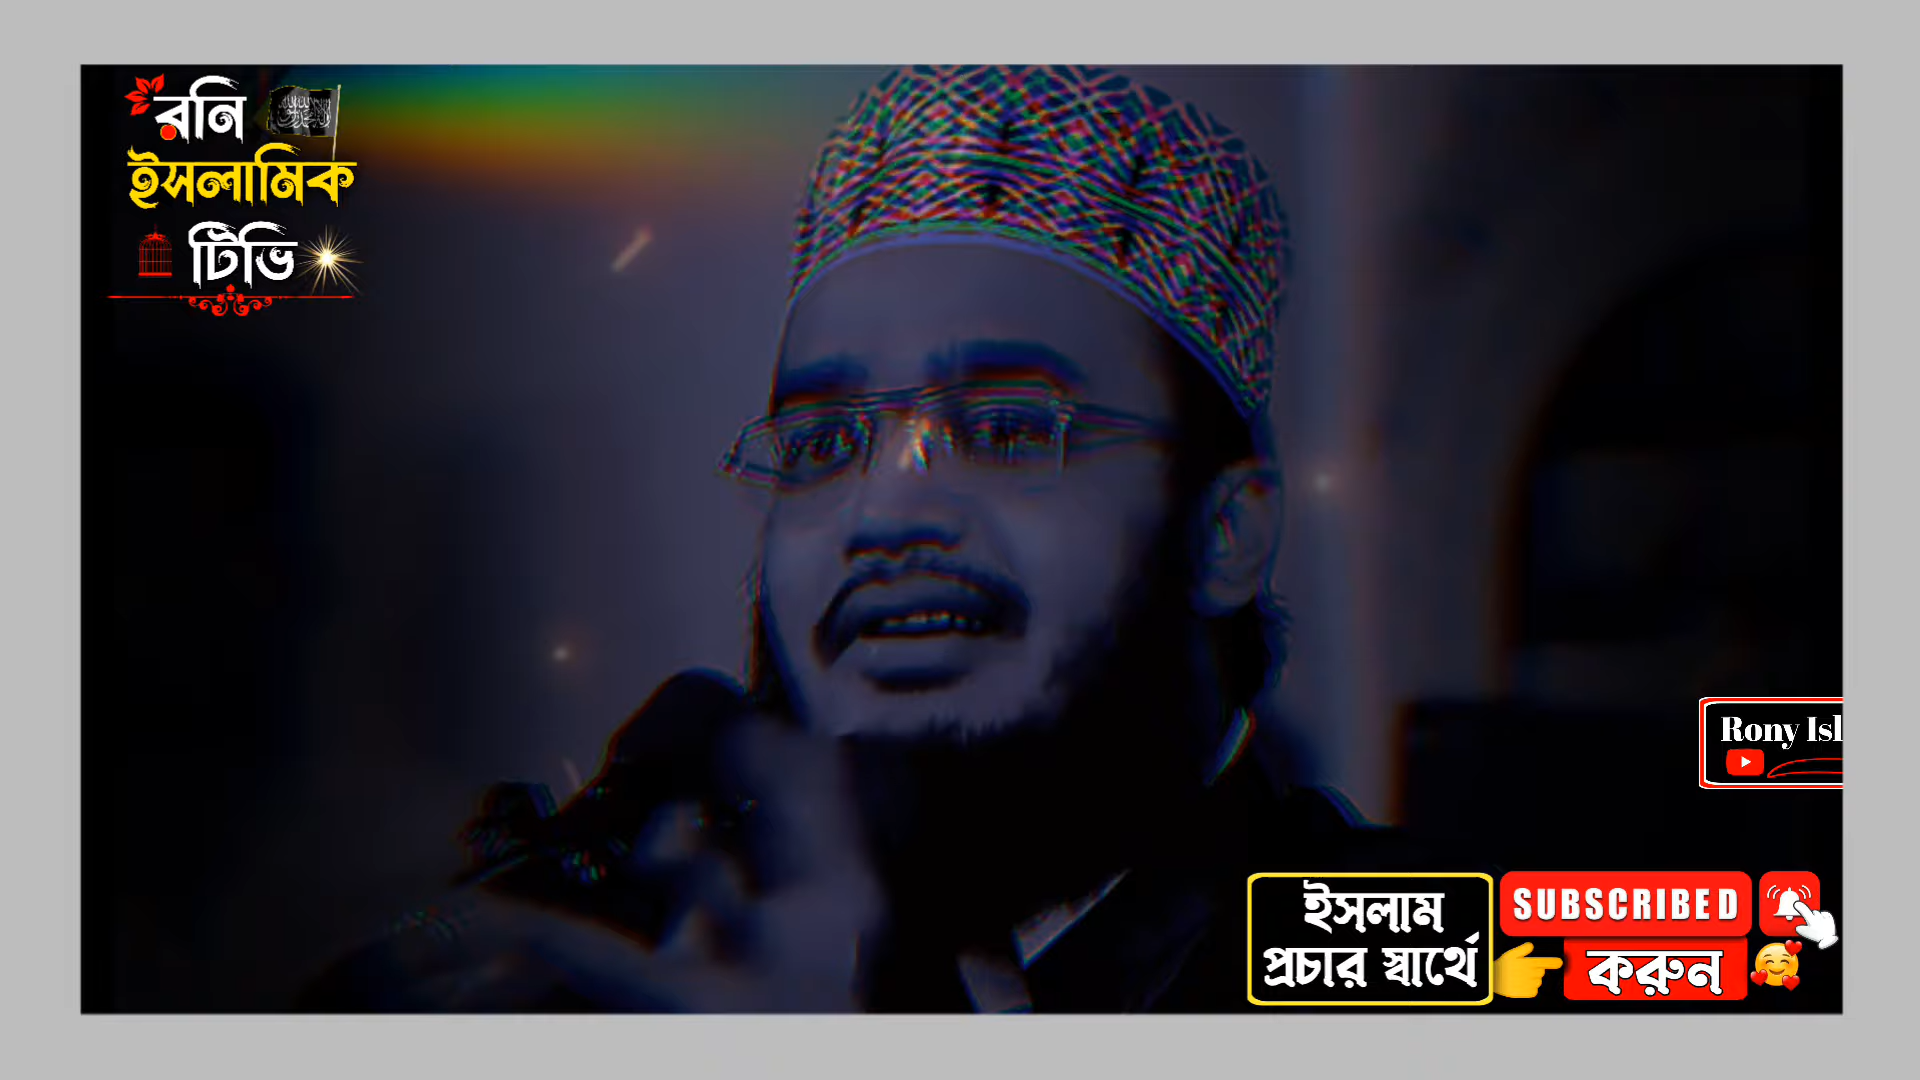 রনি
ইসলামিক
টিভি
Rony Isl
ইসলাম
প্রচার স্বার্থে
SUBSCRIBED
করুন